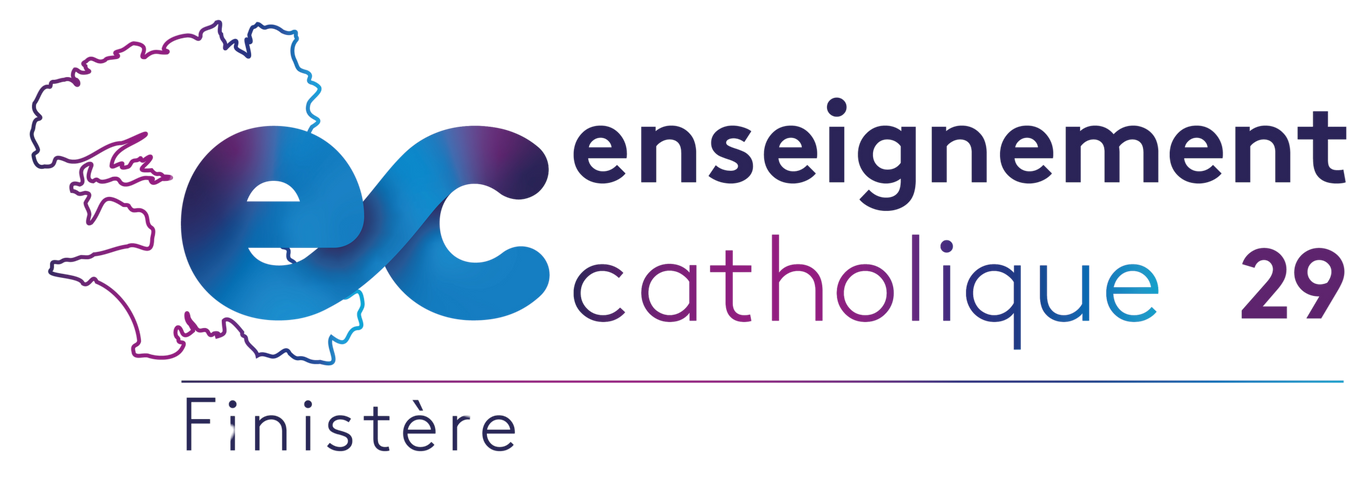 ec
enseignement
catholique 29
Finistère